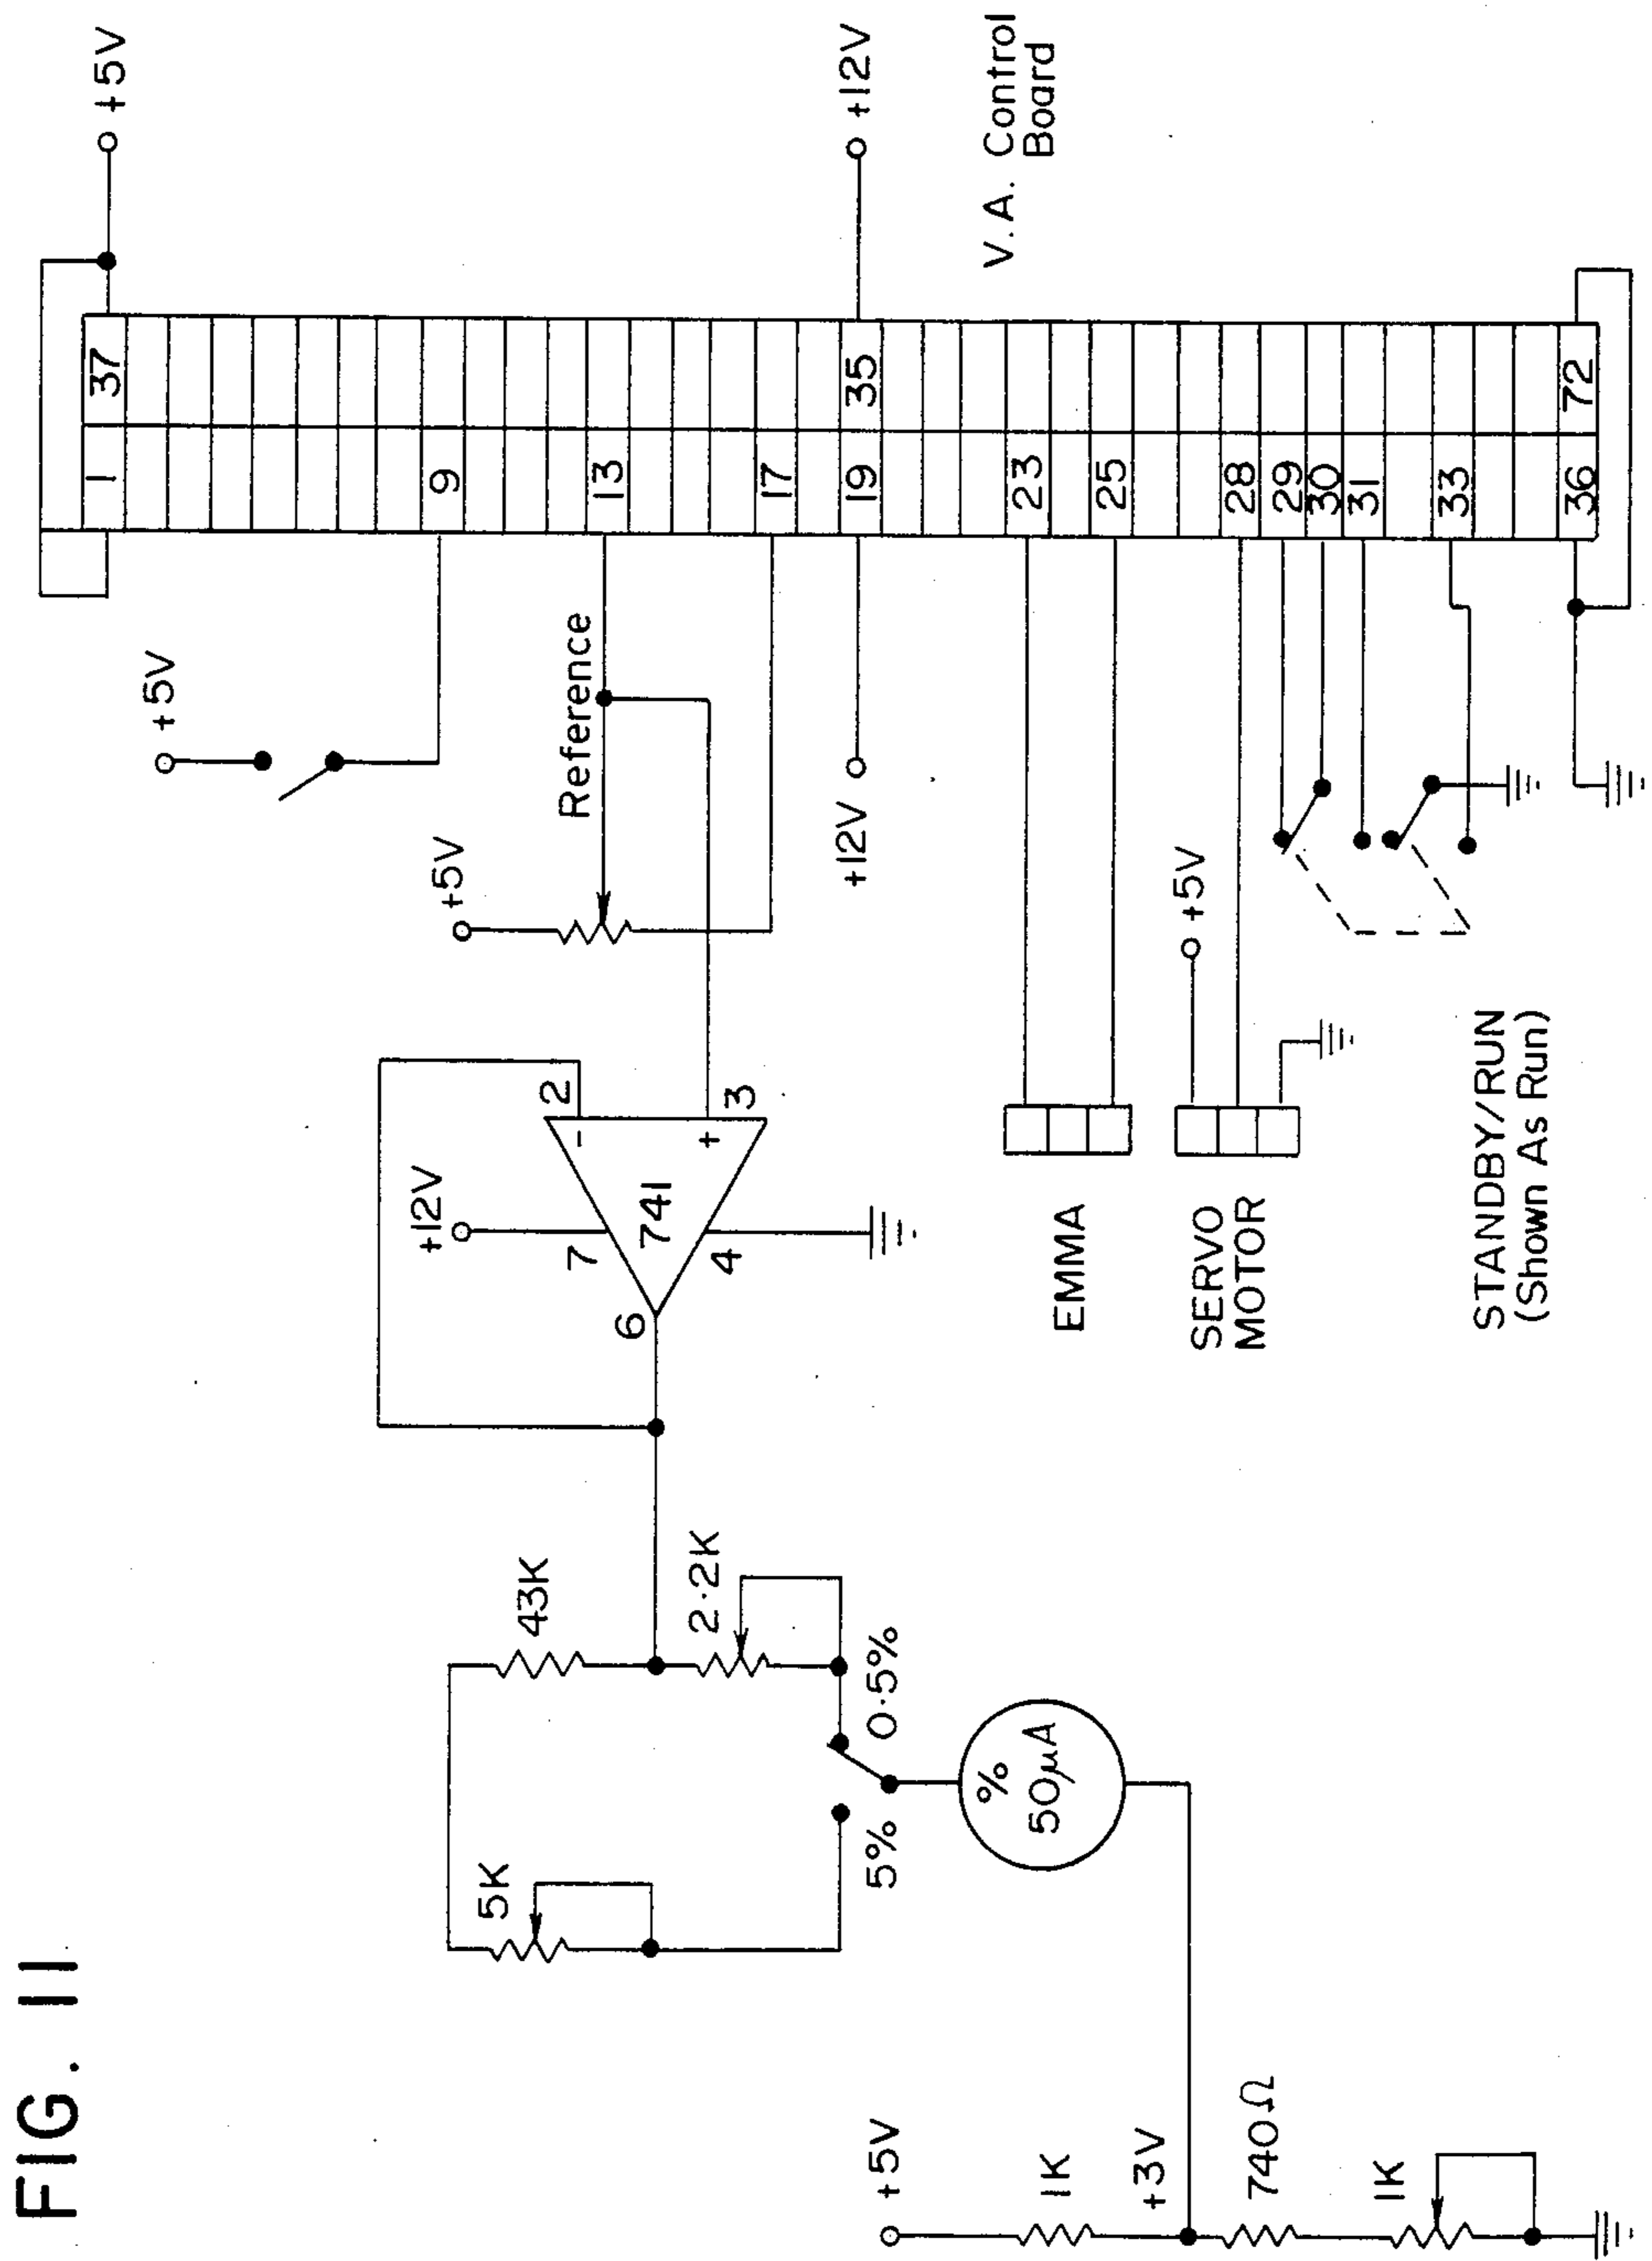 FIG. 11
+5V
1K
+3V
740Ω
1K
5K
43K
2.2K
5%
0.5%
%
50μA
+12V
7
2
-
741
+
3
6
4
+5V
+5V
Reference
+12V
EMMA
SERVO
MOTOR
+5V
STANDBY/RUN
(Shown As Run)
1
37
9
13
17
19
35
23
25
28
29
30
31
33
36
72
+5V
+12V
V.A. Control
Board